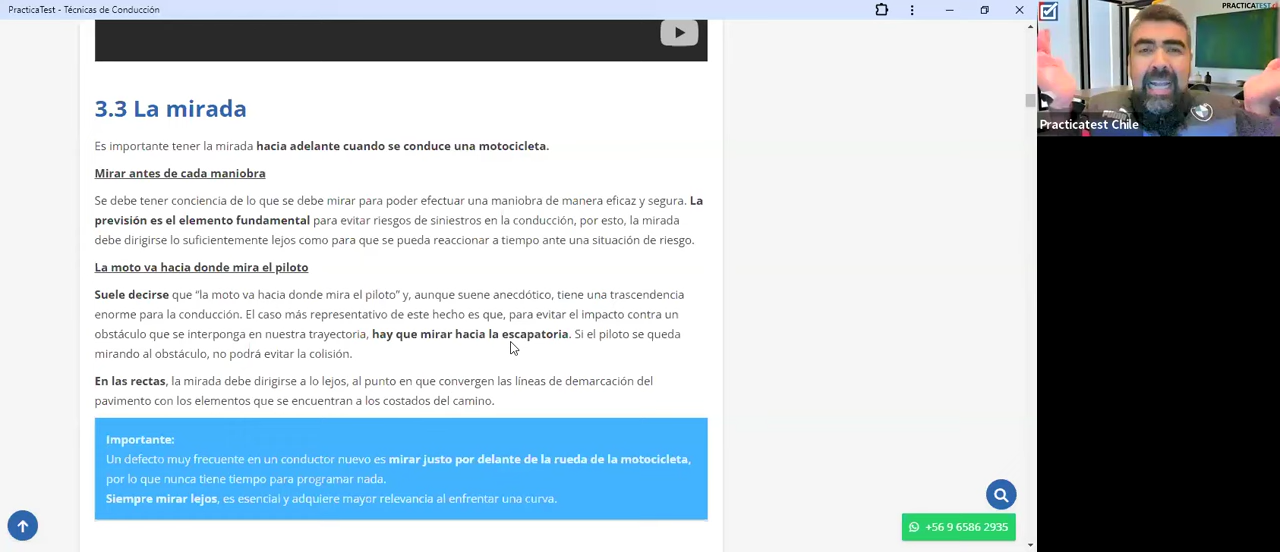 PracticaTest - Técnicas de Conducción
PRACTICATEST
Practicatest Chile
3.3 La mirada
Es importante tener la mirada hacia adelante cuando se conduce una motocicleta.
Mirar antes de cada maniobra
Se debe tener conciencia de lo que se debe mirar para poder efectuar una maniobra de manera eficaz y segura. La
previsión es el elemento fundamental para evitar riesgos de siniestros en la conducción, por esto, la mirada
debe dirigirse lo suficientemente lejos como para que se pueda reaccionar a tiempo ante una situación de riesgo.
La moto va hacia donde mira el piloto
Suele decirse que “la moto va hacia donde mira el piloto” y, aunque suene anecdótico, tiene una trascendencia
enorme para la conducción. El caso más representativo de este hecho es que, para evitar el impacto contra un
obstáculo que se interponga en nuestra trayectoria, hay que mirar hacia la escapatoria. Si el piloto se queda
mirando al obstáculo, no podrá evitar la colisión.
En las rectas, la mirada debe dirigirse a lo lejos, al punto en que convergen las líneas de demarcación del
pavimento con los elementos que se encuentran a los costados del camino.
Importante:
Un defecto muy frecuente en un conductor nuevo es mirar justo por delante de la rueda de la motocicleta,
por lo que nunca tiene tiempo para programar nada.
Siempre mirar lejos, es esencial y adquiere mayor relevancia al enfrentar una curva.
+56 9 6586 2935